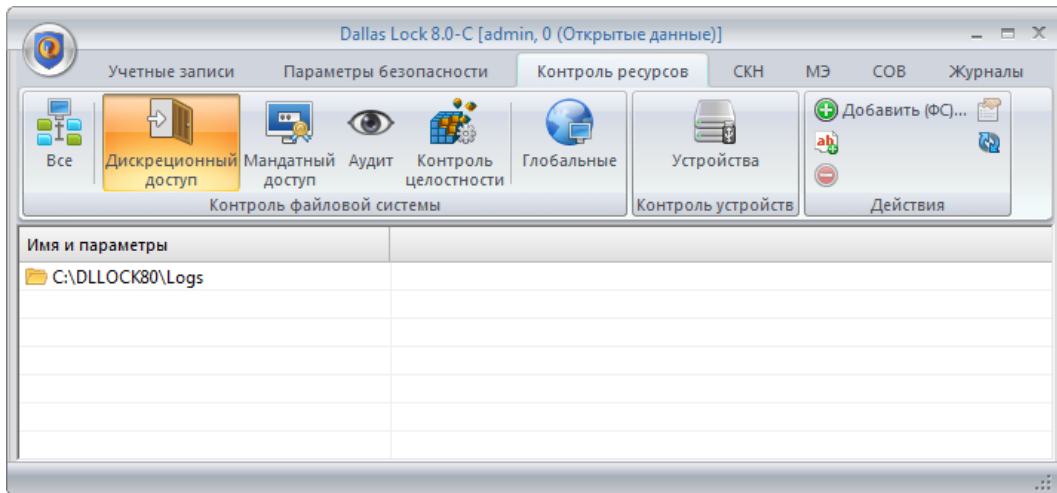 Dallas Lock 8.0-C [admin, 0 (Открытые данные)]
Учетные записи Параметры безопасности Контроль ресурсов СКН МЭ СОВ Журналы
Все Дискреционный доступ Мандатный доступ Аудит Контроль целостности Глобальные Устройства Добавить (ФС)...
ab
Контроль файловой системы Контроль устройств Действия
Имя и параметры
C:\DLLOCK80\Logs